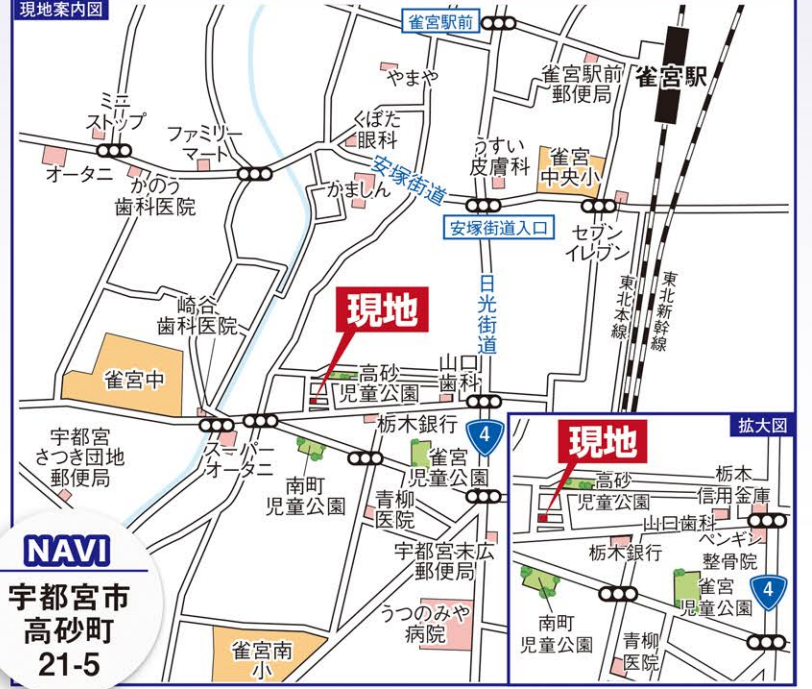 現地案内図
雀宮駅前
やまや
雀宮駅前
郵便局
雀宮駅
ミニ
ストップ
ファミリー
マート
くぼた
眼科
うすい
皮膚科
雀宮
中央小
オータニ
かのう
歯科医院
かましん
安塚街道
安塚街道入口
セブン
イレブン
日光街道
東北本線
東北新幹線
崎谷
歯科医院
現地
雀宮中
高砂
児童公園
山口
歯科
栃木銀行
4
宇都宮
さつき団地
郵便局
スーパー
オータニ
南町
児童公園
雀宮
児童公園
青柳
医院
宇都宮末広
郵便局
うつのみや
病院
雀宮南
小
NAVI
宇都宮市
高砂町
21-5
拡大図
現地
高砂
児童公園
栃木
信用金庫
山口歯科
ペンギン
整骨院
栃木銀行
雀宮
児童公園
4
南町
児童公園
青柳
医院